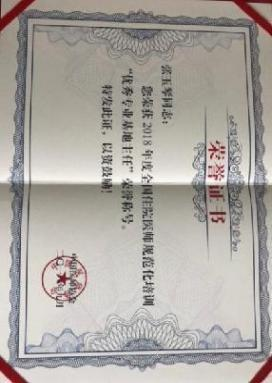 荣誉证书
张玉琴同志：
您荣获2018年度全国住院医师规范化培训
“优秀专业基地主任”荣誉称号。
特发此证，以资鼓励！